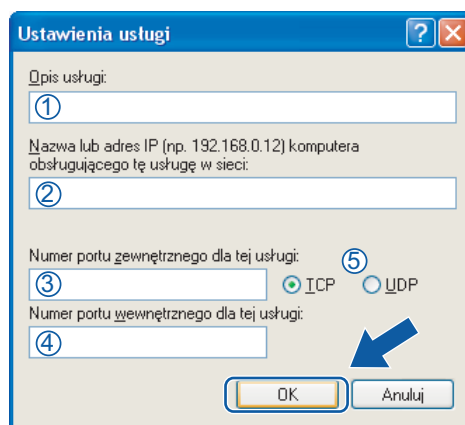 Ustawienia usługi
?
X
Opis usługi:
①
Nazwa lub adres IP (np. 192.168.0.12) komputera
obsługującego tę usługę w sieci:
②
Numer portu zewnętrznego dla tej usługi:
⑤
③
TCP
UDP
Numer portu wewnętrznego dla tej usługi:
④
OK
Anuluj